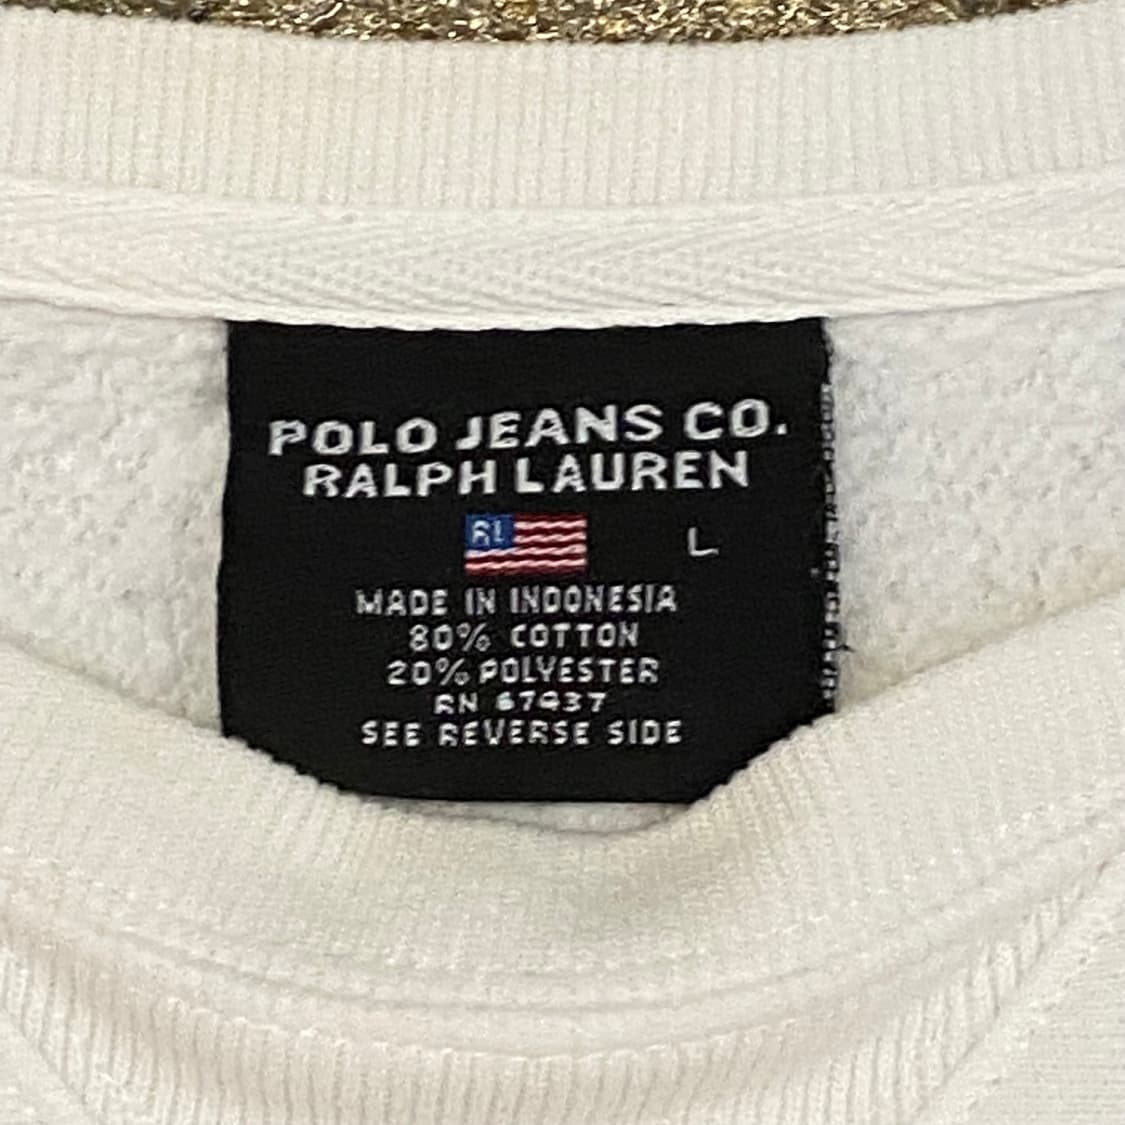 POLO JEANS CO.
RALPH LAUREN
RL L
MADE IN INDONESIA
80% COTTON
20% POLYESTER
RN 67437
SEE REVERSE SIDE